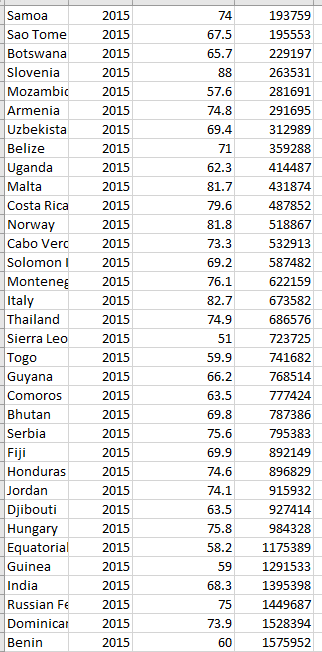 Samoa 2015 74 193759
Sao Tome 2015 67.5 195553
Botswana 2015 65.7 229197
Slovenia 2015 88 263531
Mozambic 2015 57.6 281691
Armenia 2015 74.8 291695
Uzbekista 2015 69.4 312989
Belize 2015 71 359288
Uganda 2015 62.3 414487
Malta 2015 81.7 431874
Costa Rica 2015 79.6 487852
Norway 2015 81.8 518867
Cabo Verc 2015 73.3 532913
Solomon I 2015 69.2 587482
Monteneg 2015 76.1 622159
Italy 2015 82.7 673582
Thailand 2015 74.9 686576
Sierra Leo 2015 51 723725
Togo 2015 59.9 741682
Guyana 2015 66.2 768514
Comoros 2015 63.5 777424
Bhutan 2015 69.8 787386
Serbia 2015 75.6 795383
Fiji 2015 69.9 892149
Honduras 2015 74.6 896829
Jordan 2015 74.1 915932
Djibouti 2015 63.5 927414
Hungary 2015 75.8 984328
Equatorial 2015 58.2 1175389
Guinea 2015 59 1291533
India 2015 68.3 1395398
Russian Fe 2015 75 1449687
Dominican 2015 73.9 1528394
Benin 2015 60 1575952